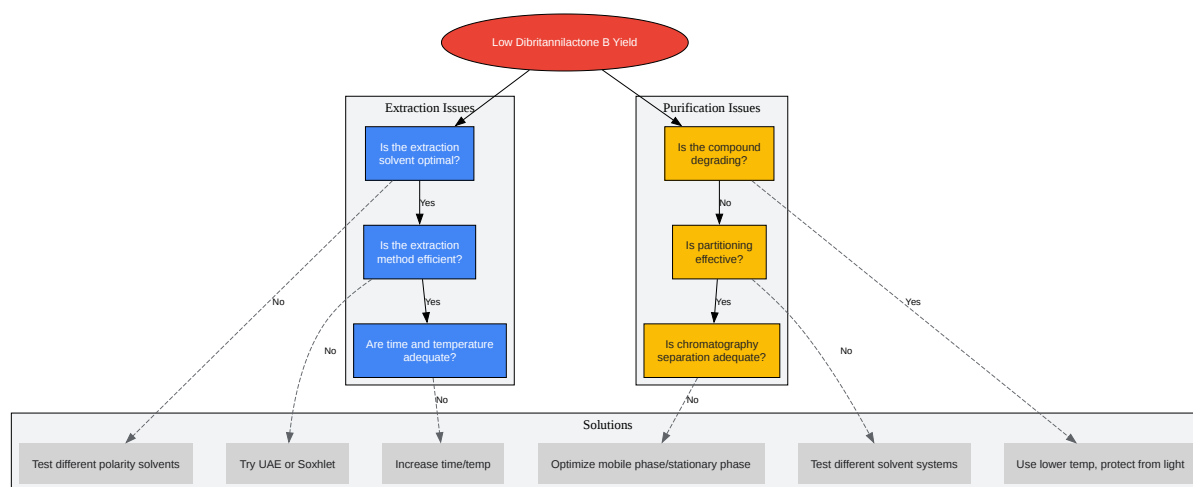 Low Dibritannilactone B Yield
Extraction Issues
Purification Issues
Is the extraction
solvent optimal?
Is the compound
degrading?
Yes
No
Is the extraction
method efficient?
Is partitioning
effective?
No
Yes
Yes
Yes
Are time and temperature
adequate?
Is chromatography
separation adequate?
No
No
No
No
Solutions
Test different polarity solvents
Try UAE or Soxhlet
Increase time/temp
Optimize mobile phase/stationary phase
Test different solvent systems
Use lower temp, protect from light